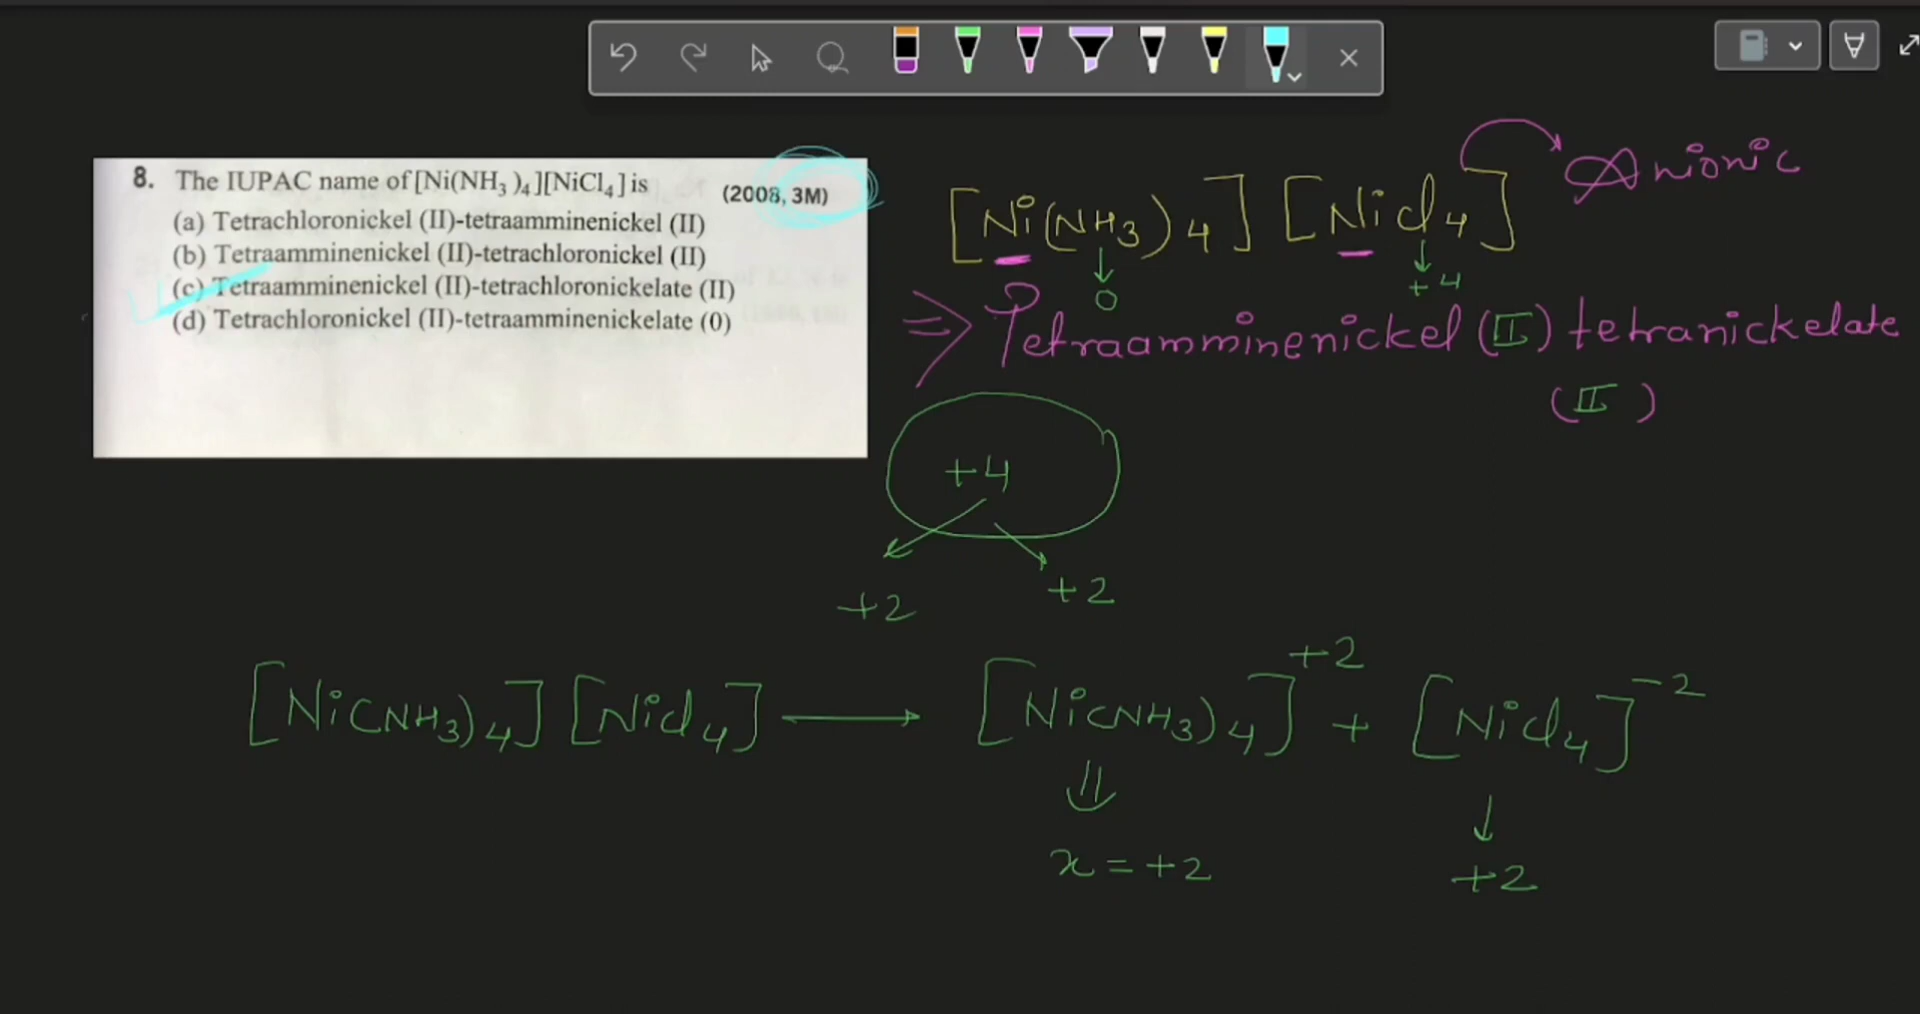 8. The IUPAC name of [Ni(NH₃)₄][NiCl₄] is (2008, 3M)
(a) Tetrachloronickel (II)-tetraamminenickel (II)
(b) Tetraamminenickel (II)-tetrachloronickel (II)
(c) Tetraamminenickel (II)-tetrachloronickelate (II)
(d) Tetrachloronickel (II)-tetraamminenickelate (0)
[Ni(NH₃)₄] [NiCl₄] Anionic
↓ 0 ↓ +4
⇒ Tetraamminenickel (II) tetranickelate
(II)
+4
+2 +2
[Ni(NH₃)₄] [NiCl₄] ⟶ [Ni(NH₃)₄]⁺² + [NiCl₄]⁻²
⇓ ↓
x = +2 +2